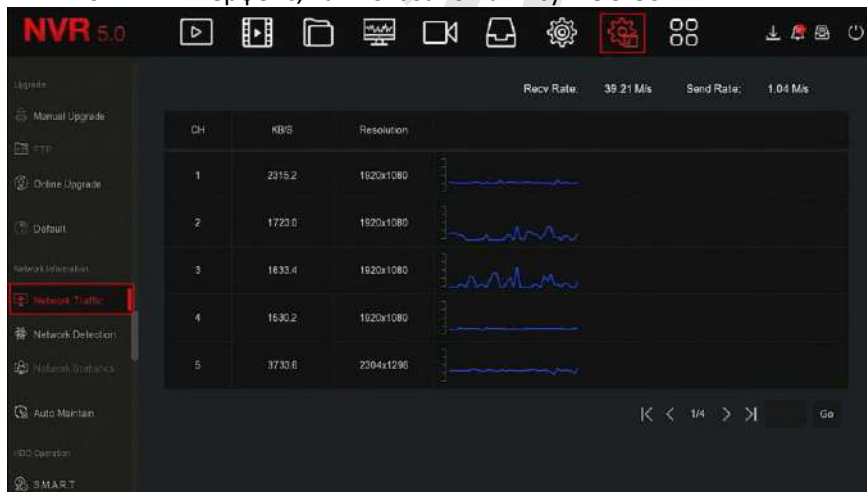 NVR 5.0
Recv Rate: 39.21 M/s Send Rate: 1.04 M/s
Upgrade
Manual Upgrade
FTP
Online Upgrade
Default
Network Information
Network Traffic
Network Detection
Network Statistics
Auto Maintain
HDD Operation
S.M.A.R.T
CH KB/S Resolution
1 2315.2 1920x1080
2 1723.0 1920x1080
3 1633.4 1920x1080
4 1530.2 1920x1080
5 3733.6 2304x1296
1/4 Go